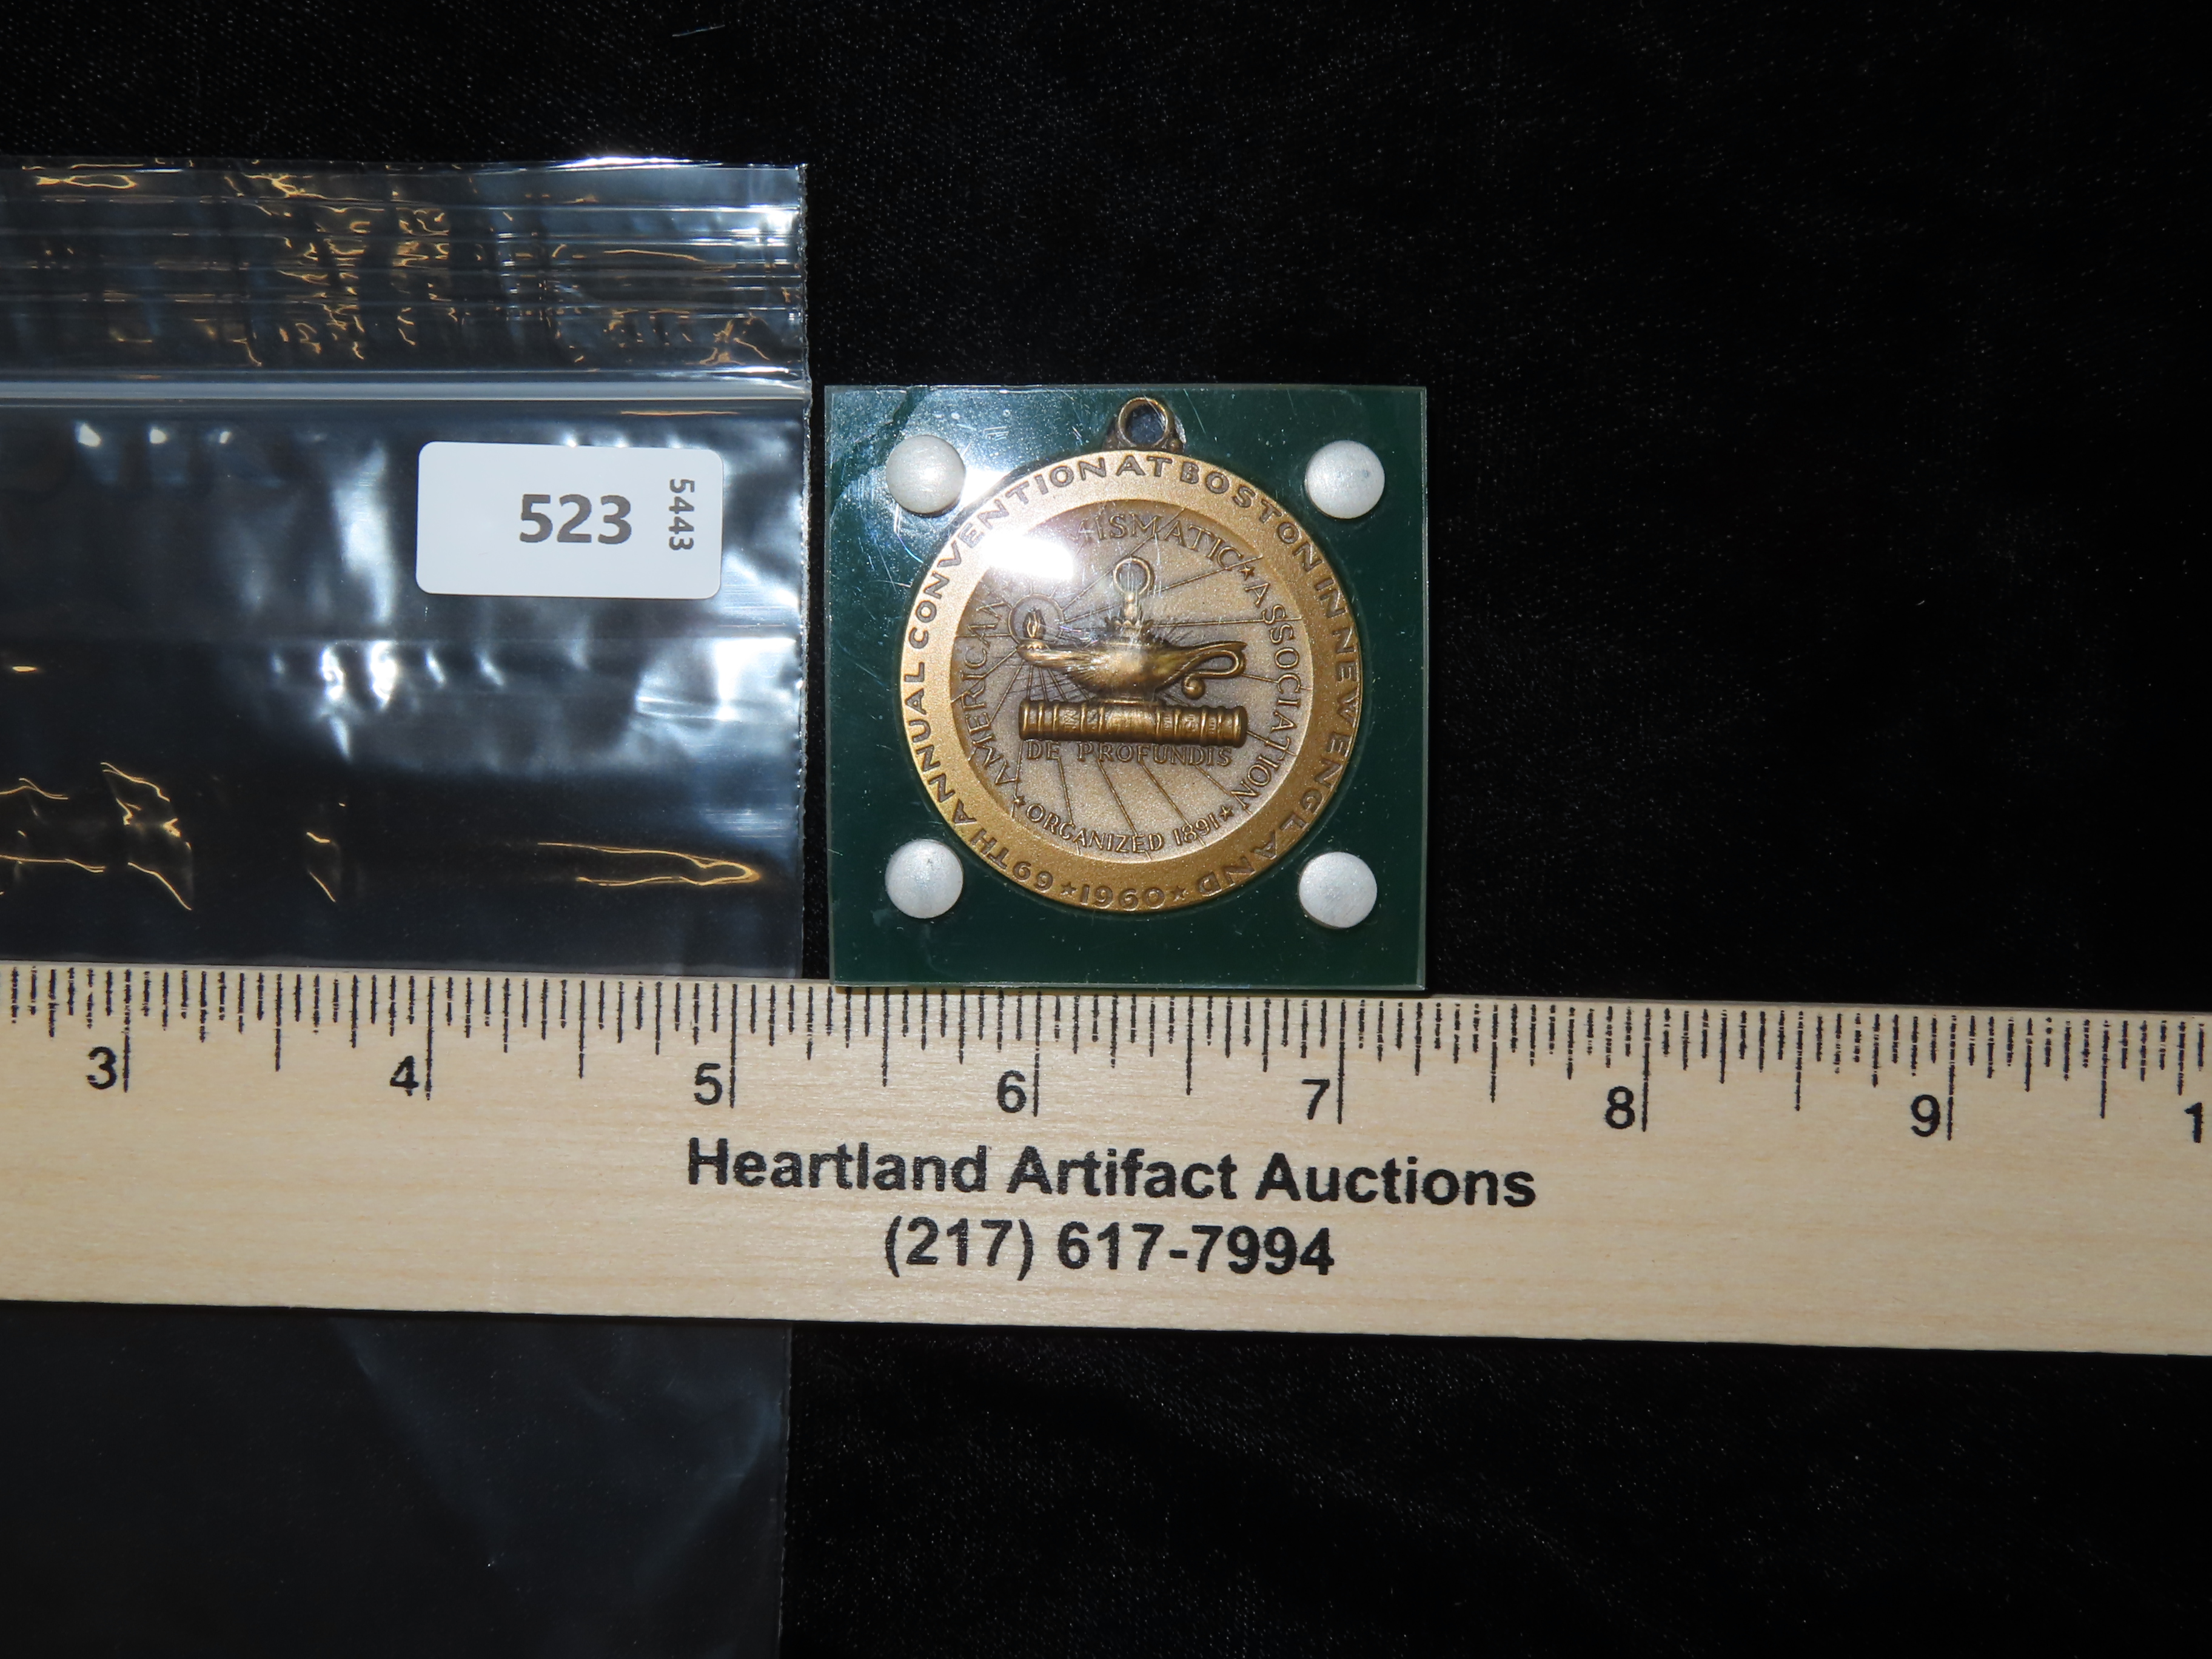 523
5443
69TH ANNUAL CONVENTION AT BOSTON IN NEW ENGLAND
★ 1960 ★
AMERICAN ISMATIC ★ ASSOCIATION
DE PROFUNDIS
★ ORGANIZED 1891 ★
3 4 5 6 7 8 9 1
Heartland Artifact Auctions
(217) 617-7994